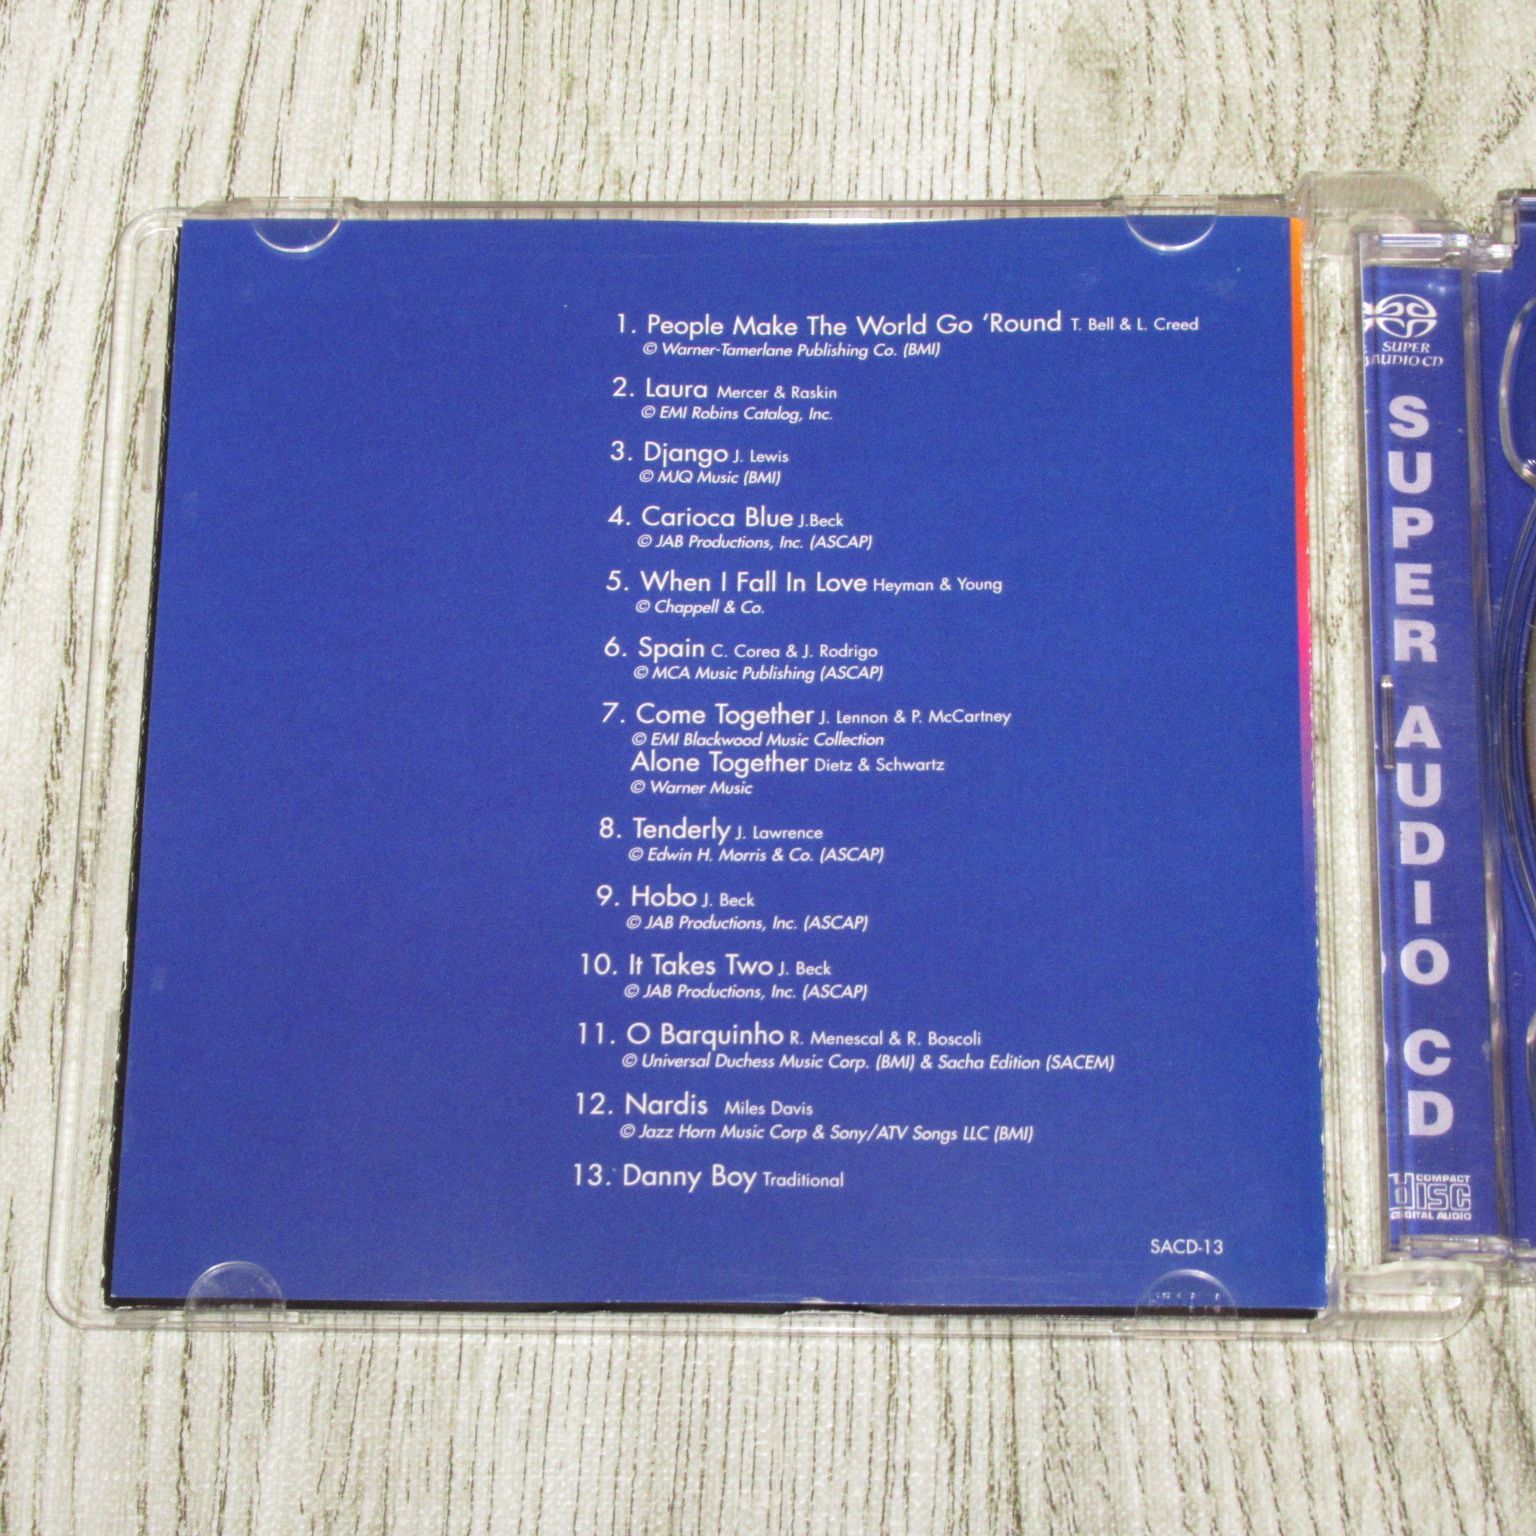 1. People Make The World Go ‘Round T. Bell & L. Creed
© Warner-Tamerlane Publishing Co. (BMI)
2. Laura Mercer & Raskin
© EMI Robins Catalog, Inc.
3. Django J. Lewis
© MJQ Music (BMI)
4. Carioca Blue J.Beck
© JAB Productions, Inc. (ASCAP)
5. When I Fall In Love Heyman & Young
© Chappell & Co.
6. Spain C. Corea & J. Rodrigo
© MCA Music Publishing (ASCAP)
7. Come Together J. Lennon & P. McCartney
© EMI Blackwood Music Collection
Alone Together Dietz & Schwartz
© Warner Music
8. Tenderly J. Lawrence
© Edwin H. Morris & Co. (ASCAP)
9. Hobo J. Beck
© JAB Productions, Inc. (ASCAP)
10. It Takes Two J. Beck
© JAB Productions, Inc. (ASCAP)
11. O Barquinho R. Menescal & R. Boscoli
© Universal Duchess Music Corp. (BMI) & Sacha Edition (SACEM)
12. Nardis Miles Davis
© Jazz Horn Music Corp & Sony/ATV Songs LLC (BMI)
13. Danny Boy Traditional
SACD-13
SUPER
AUDIO CD
SUPER AUDIO CD
COMPACT
disc
DIGITAL AUDIO